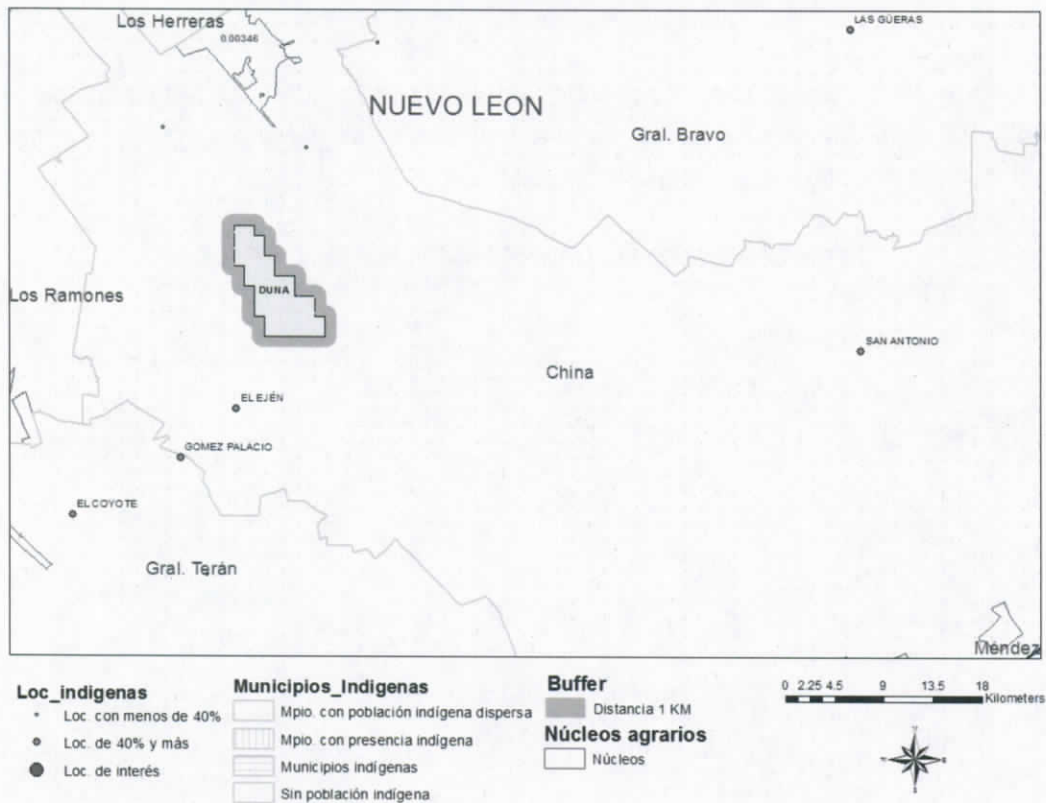 Los Herreras
0.00346
LAS GÜERAS
NUEVO LEON
Gral. Bravo
DUNA
Los Ramones
SAN ANTONIO
China
EL EJÉN
GOMEZ PALACIO
EL COYOTE
Gral. Terán
Méndez
Loc_indigenas
Loc. con menos de 40%
Loc. de 40% y más
Loc. de interés
Municipios_Indigenas
Mpio. con población indígena dispersa
Mpio. con presencia indígena
Municipios indígenas
Sin población indígena
Buffer
Distancia 1 KM
Núcleos agrarios
Núcleos
0 2.25 4.5 9 13.5 18
Kilometers